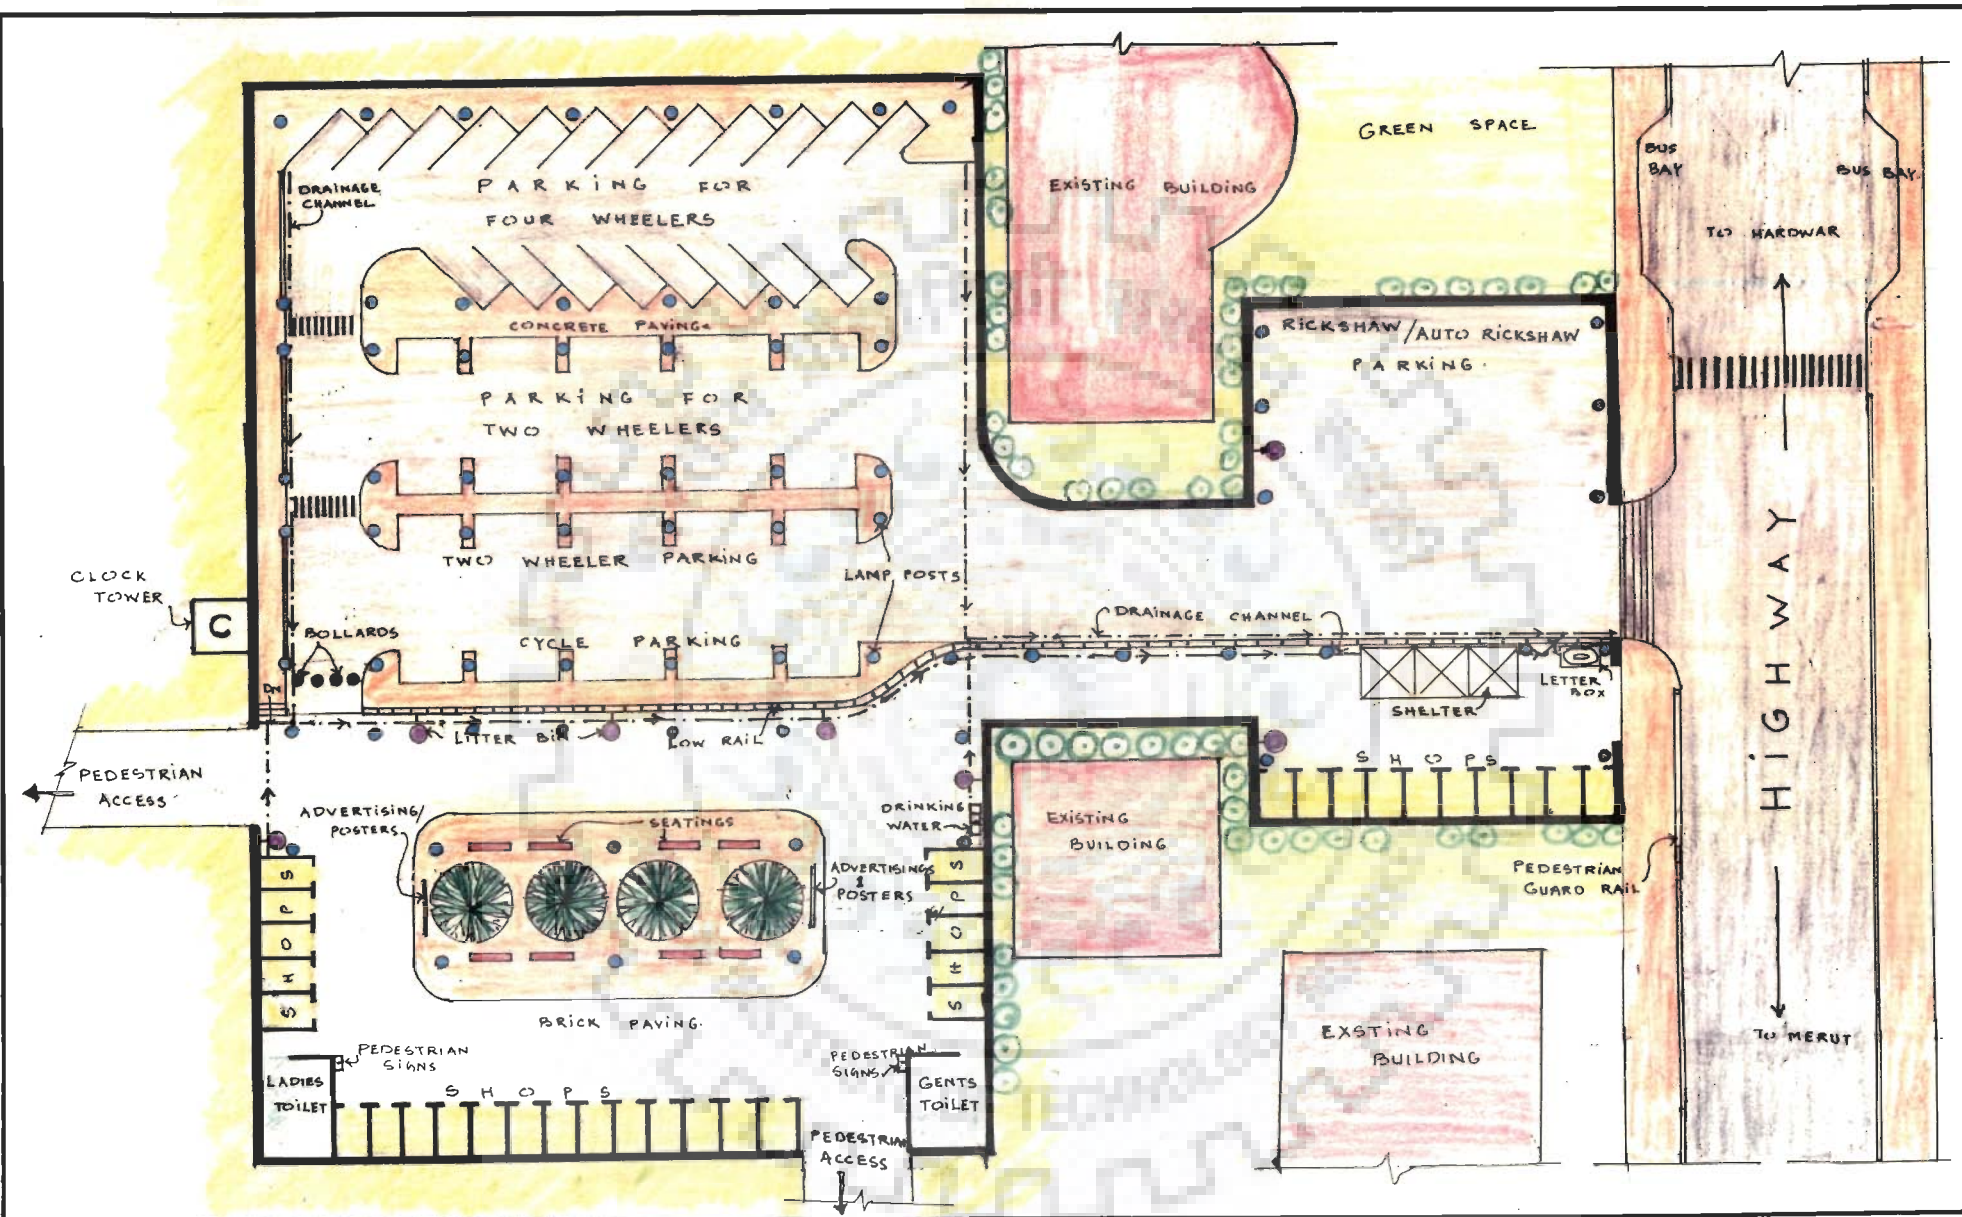 GREEN SPACE
BUS
BAY
BUS BAY.
DRAINAGE
CHANNEL
PARKING FOR
FOUR WHEELERS
EXISTING BUILDING
TO HARDWAR
CONCRETE PAVING
RICKSHAW/AUTO RICKSHAW
PARKING.
PARKING FOR
TWO WHEELERS
TWO WHEELER PARKING
LAMP POSTS
CLOCK
TOWER
C
BOLLARDS
CYCLE PARKING
DRAINAGE CHANNEL
HIGHWAY
LETTER
BOX
SHELTER
LITTER BIN
LOW RAIL
SHOPS
PEDESTRIAN
ACCESS
ADVERTISING/
POSTERS
SEATINGS
DRINKING
WATER
EXISTING
BUILDING
ADVERTISINGS
&
POSTERS
PEDESTRIAN
GUARD RAIL
SHOPS
SHOPS
BRICK PAVING.
EXSTING
BUILDING
TO MERUT
PEDESTRIAN
SIGNS
PEDESTRIAN
SIGNS
LADIES
TOILET
SHOPS
GENTS
TOILET
PEDESTRIAN
ACCESS